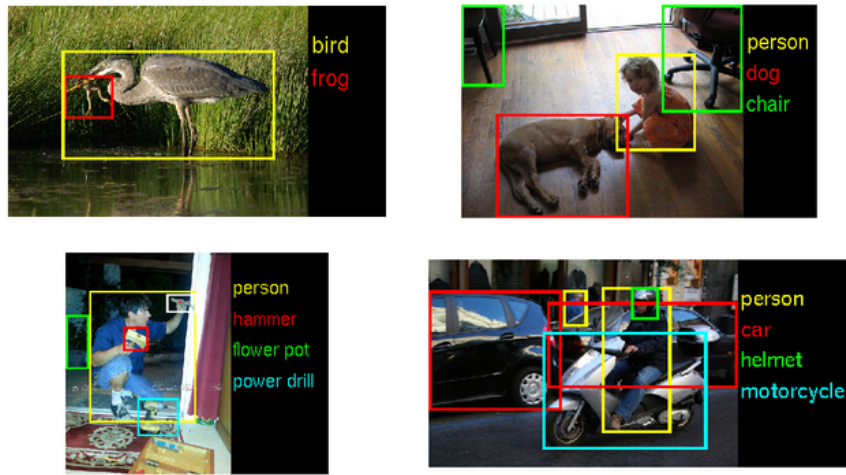 bird
frog
person
dog
chair
person
hammer
flower pot
power drill
person
car
helmet
motorcycle